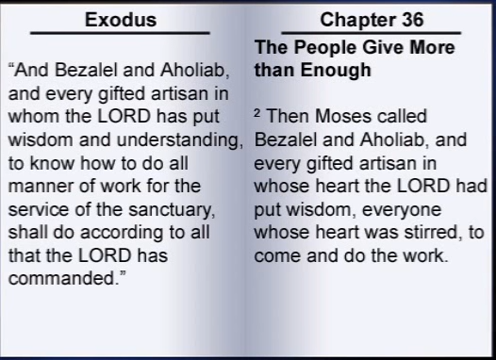 Exodus
“And Bezalel and Aholiab,
and every gifted artisan in
whom the LORD has put
wisdom and understanding,
to know how to do all
manner of work for the
service of the sanctuary,
shall do according to all
that the LORD has
commanded.”
Chapter 36
The People Give More
than Enough
² Then Moses called
Bezalel and Aholiab, and
every gifted artisan in
whose heart the LORD had
put wisdom, everyone
whose heart was stirred, to
come and do the work.